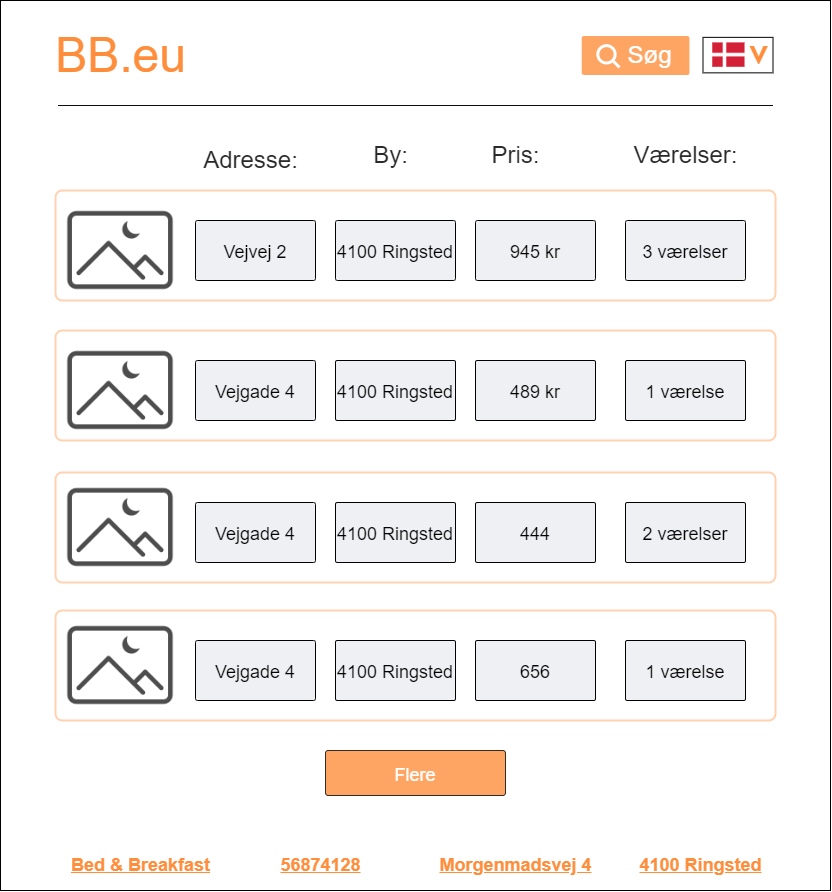 BB.eu
Søg
V
Adresse: By: Pris: Værelser:
Vejvej 2 4100 Ringsted 945 kr 3 værelser
Vejgade 4 4100 Ringsted 489 kr 1 værelse
Vejgade 4 4100 Ringsted 444 2 værelser
Vejgade 4 4100 Ringsted 656 1 værelse
Flere
Bed & Breakfast 56874128 Morgenmadsvej 4 4100 Ringsted